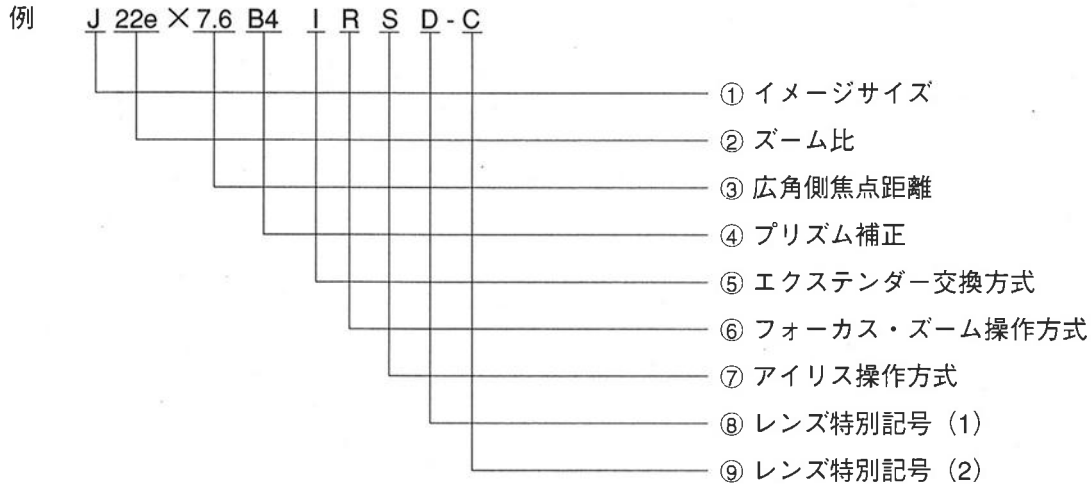 例 J 22e × 7.6 B4 I R S D - C
① イメージサイズ
② ズーム比
③ 広角側焦点距離
④ プリズム補正
⑤ エクステンダー交換方式
⑥ フォーカス・ズーム操作方式
⑦ アイリス操作方式
⑧ レンズ特別記号（1）
⑨ レンズ特別記号（2）